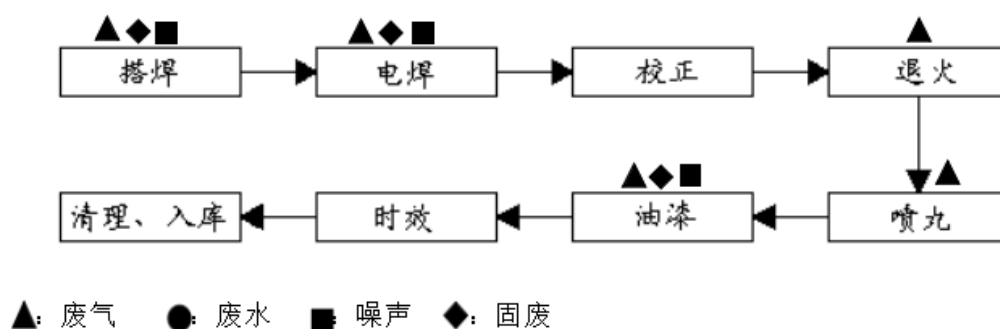 搭焊 电焊 校正 退火
清理、入库 时效 油漆 喷丸
▲：废气 ●：废水 ■：噪声 ◆：固废